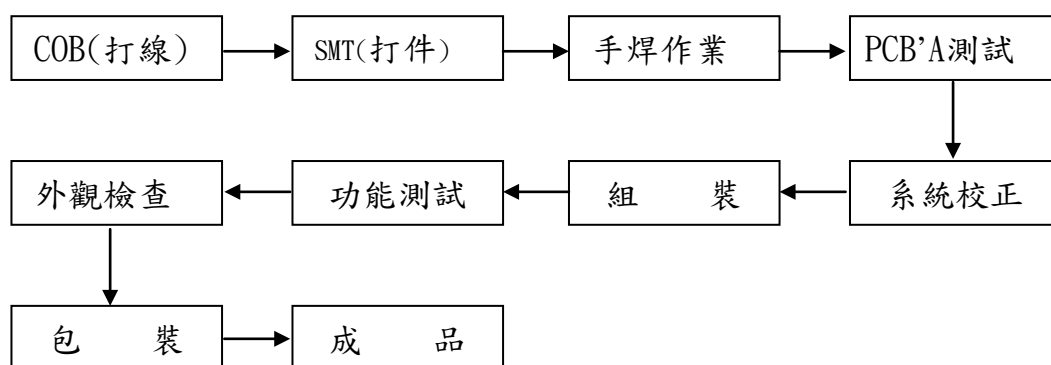 COB(打線)
SMT(打件)
手焊作業
PCB'A測試
系統校正
組 裝
功能測試
外觀檢查
包 裝
成 品